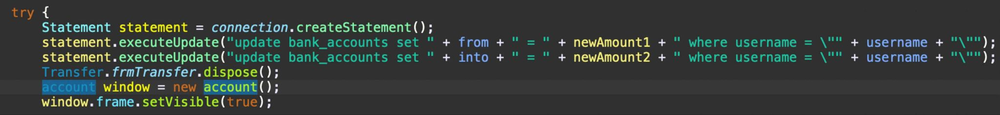 try {
    Statement statement = connection.createStatement();
    statement.executeUpdate("update bank_accounts set " + from + " = " + newAmount1 + " where username = \"" + username + "\"");
    statement.executeUpdate("update bank_accounts set " + into + " = " + newAmount2 + " where username = \"" + username + "\"");
    Transfer.frmTransfer.dispose();
    account window = new account();
    window.frame.setVisible(true);